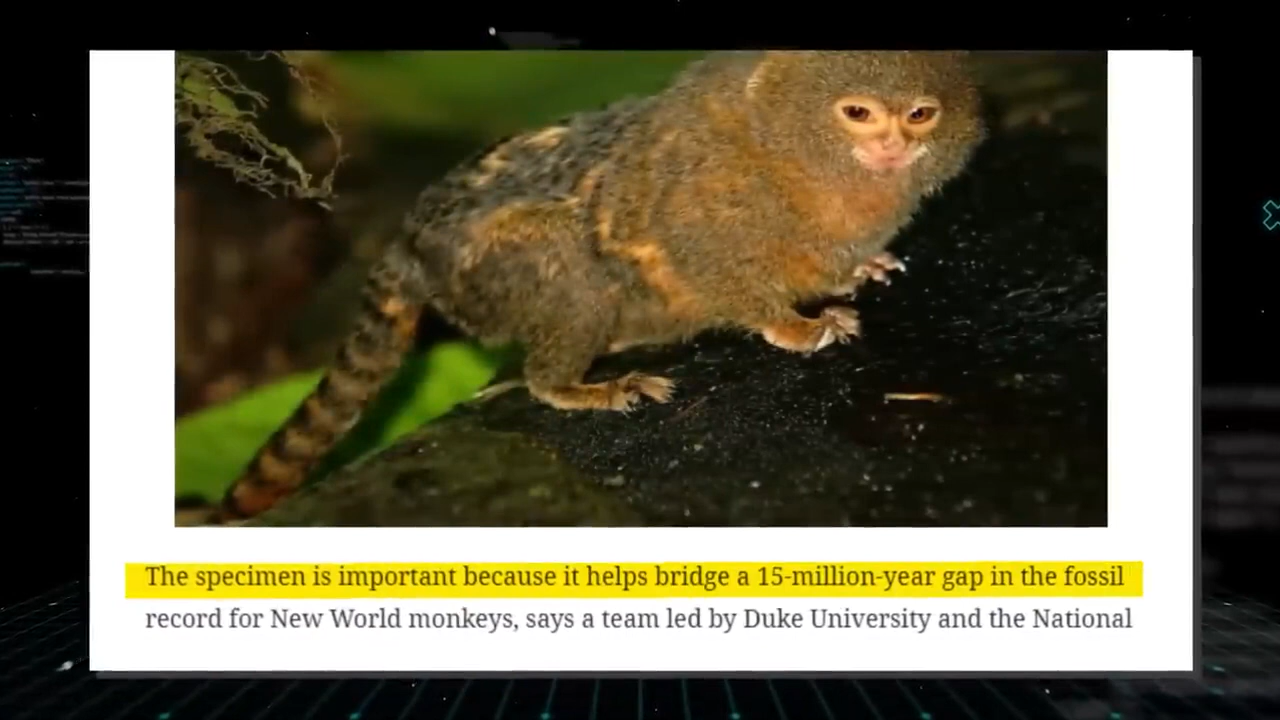 The specimen is important because it helps bridge a 15-million-year gap in the fossil
record for New World monkeys, says a team led by Duke University and the National